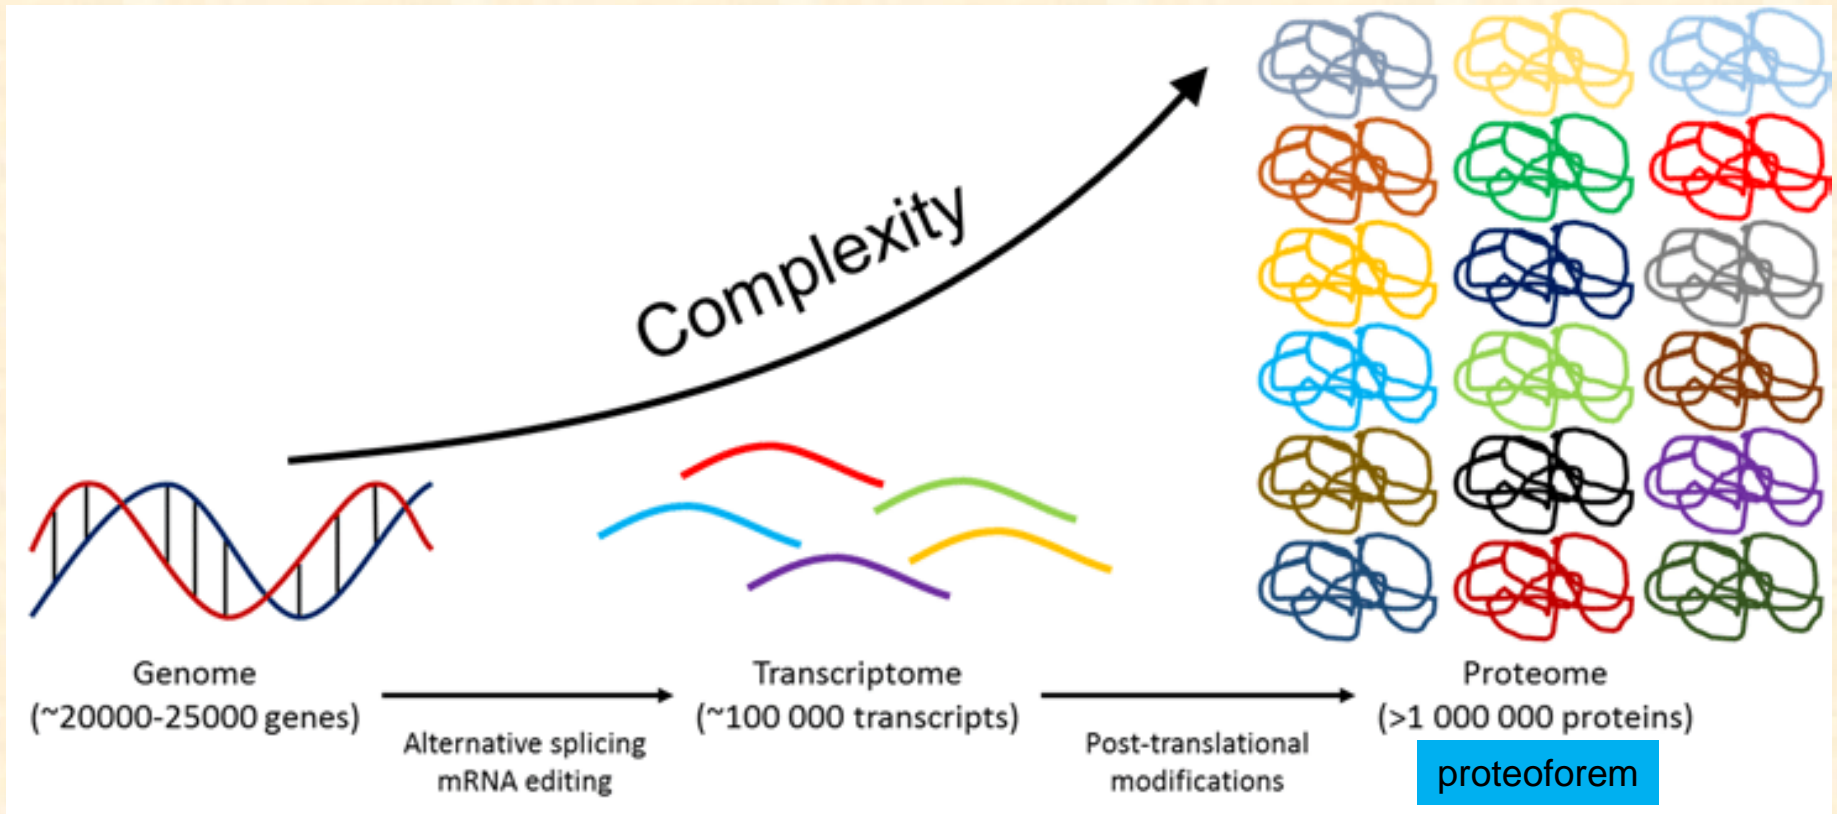 Complexity
Genome
(~20000-25000 genes)
Alternative splicing
mRNA editing
Transcriptome
(~100 000 transcripts)
Post-translational
modifications
Proteome
(>1 000 000 proteins)
proteoforem